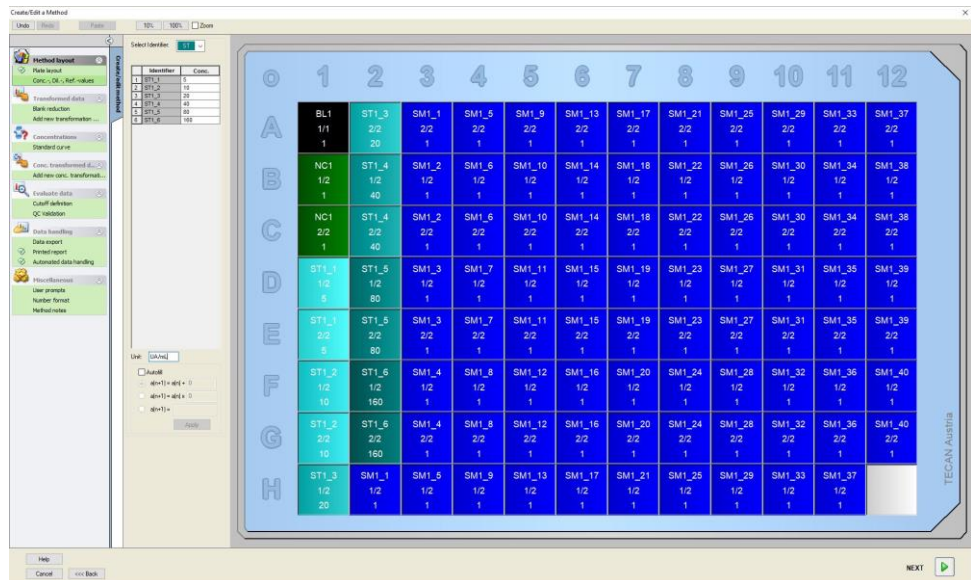 Create/Edit a Method
Undo Redo Paste 10% 100% Zoom
Method layout
Plate layout
Conc.-, Dil.-, Ref.-values
Transformed data
Blank reduction
Add new transformation ...
Concentrations
Standard curve
Conc. transformed d...
Add new conc. transformati...
Evaluate data
Cutoff definition
QC Validation
Data handling
Data export
Printed report
Automated data handling
Miscellaneous
User prompts
Number format
Method notes
Create/edit method
Select Identifier: ST
Identifier Conc.
1 ST1_1 5
2 ST1_2 10
3 ST1_3 20
4 ST1_4 40
5 ST1_5 80
6 ST1_6 160
Unit: UA/mL
Autofill
a(n+1) = a(n) + 0
a(n+1) = a(n) x 0
a(n+1) =
Apply
1 2 3 4 5 6 7 8 9 10 11 12
A
BL1 ST1_3 SM1_1 SM1_5 SM1_9 SM1_13 SM1_17 SM1_21 SM1_25 SM1_29 SM1_33 SM1_37
1/1 2/2 2/2 2/2 2/2 2/2 2/2 2/2 2/2 2/2 2/2 2/2
1 20 1 1 1 1 1 1 1 1 1 1
B
NC1 ST1_4 SM1_2 SM1_6 SM1_10 SM1_14 SM1_18 SM1_22 SM1_26 SM1_30 SM1_34 SM1_38
1/2 1/2 1/2 1/2 1/2 1/2 1/2 1/2 1/2 1/2 1/2 1/2
1 40 1 1 1 1 1 1 1 1 1 1
C
NC1 ST1_4 SM1_2 SM1_6 SM1_10 SM1_14 SM1_18 SM1_22 SM1_26 SM1_30 SM1_34 SM1_38
2/2 2/2 2/2 2/2 2/2 2/2 2/2 2/2 2/2 2/2 2/2 2/2
1 40 1 1 1 1 1 1 1 1 1 1
D
ST1_1 ST1_5 SM1_3 SM1_7 SM1_11 SM1_15 SM1_19 SM1_23 SM1_27 SM1_31 SM1_35 SM1_39
1/2 1/2 1/2 1/2 1/2 1/2 1/2 1/2 1/2 1/2 1/2 1/2
5 80 1 1 1 1 1 1 1 1 1 1
E
ST1_1 ST1_5 SM1_3 SM1_7 SM1_11 SM1_15 SM1_19 SM1_23 SM1_27 SM1_31 SM1_35 SM1_39
2/2 2/2 2/2 2/2 2/2 2/2 2/2 2/2 2/2 2/2 2/2 2/2
5 80 1 1 1 1 1 1 1 1 1 1
F
ST1_2 ST1_6 SM1_4 SM1_8 SM1_12 SM1_16 SM1_20 SM1_24 SM1_28 SM1_32 SM1_36 SM1_40
1/2 1/2 1/2 1/2 1/2 1/2 1/2 1/2 1/2 1/2 1/2 1/2
10 160 1 1 1 1 1 1 1 1 1 1
G
ST1_2 ST1_6 SM1_4 SM1_8 SM1_12 SM1_16 SM1_20 SM1_24 SM1_28 SM1_32 SM1_36 SM1_40
2/2 2/2 2/2 2/2 2/2 2/2 2/2 2/2 2/2 2/2 2/2 2/2
10 160 1 1 1 1 1 1 1 1 1 1
H
ST1_3 SM1_1 SM1_5 SM1_9 SM1_13 SM1_17 SM1_21 SM1_25 SM1_29 SM1_33 SM1_37
1/2 1/2 1/2 1/2 1/2 1/2 1/2 1/2 1/2 1/2 1/2
20 1 1 1 1 1 1 1 1 1 1
TECAN Austria
Help
Cancel <<< Back
NEXT